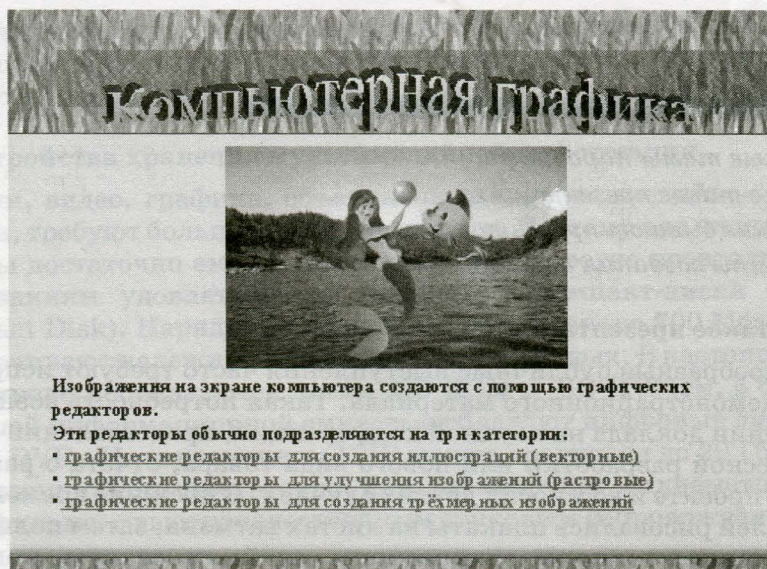 Компьютерная графика
Изображения на экране компьютера создаются с помощью графических
редакторов.
Эти редакторы обычно подразделяются на три категории:
▪ графические редакторы для создания иллюстраций (векторные)
▪ графические редакторы для улучшения изображений (растровые)
▪ графические редакторы для создания трёхмерных изображений